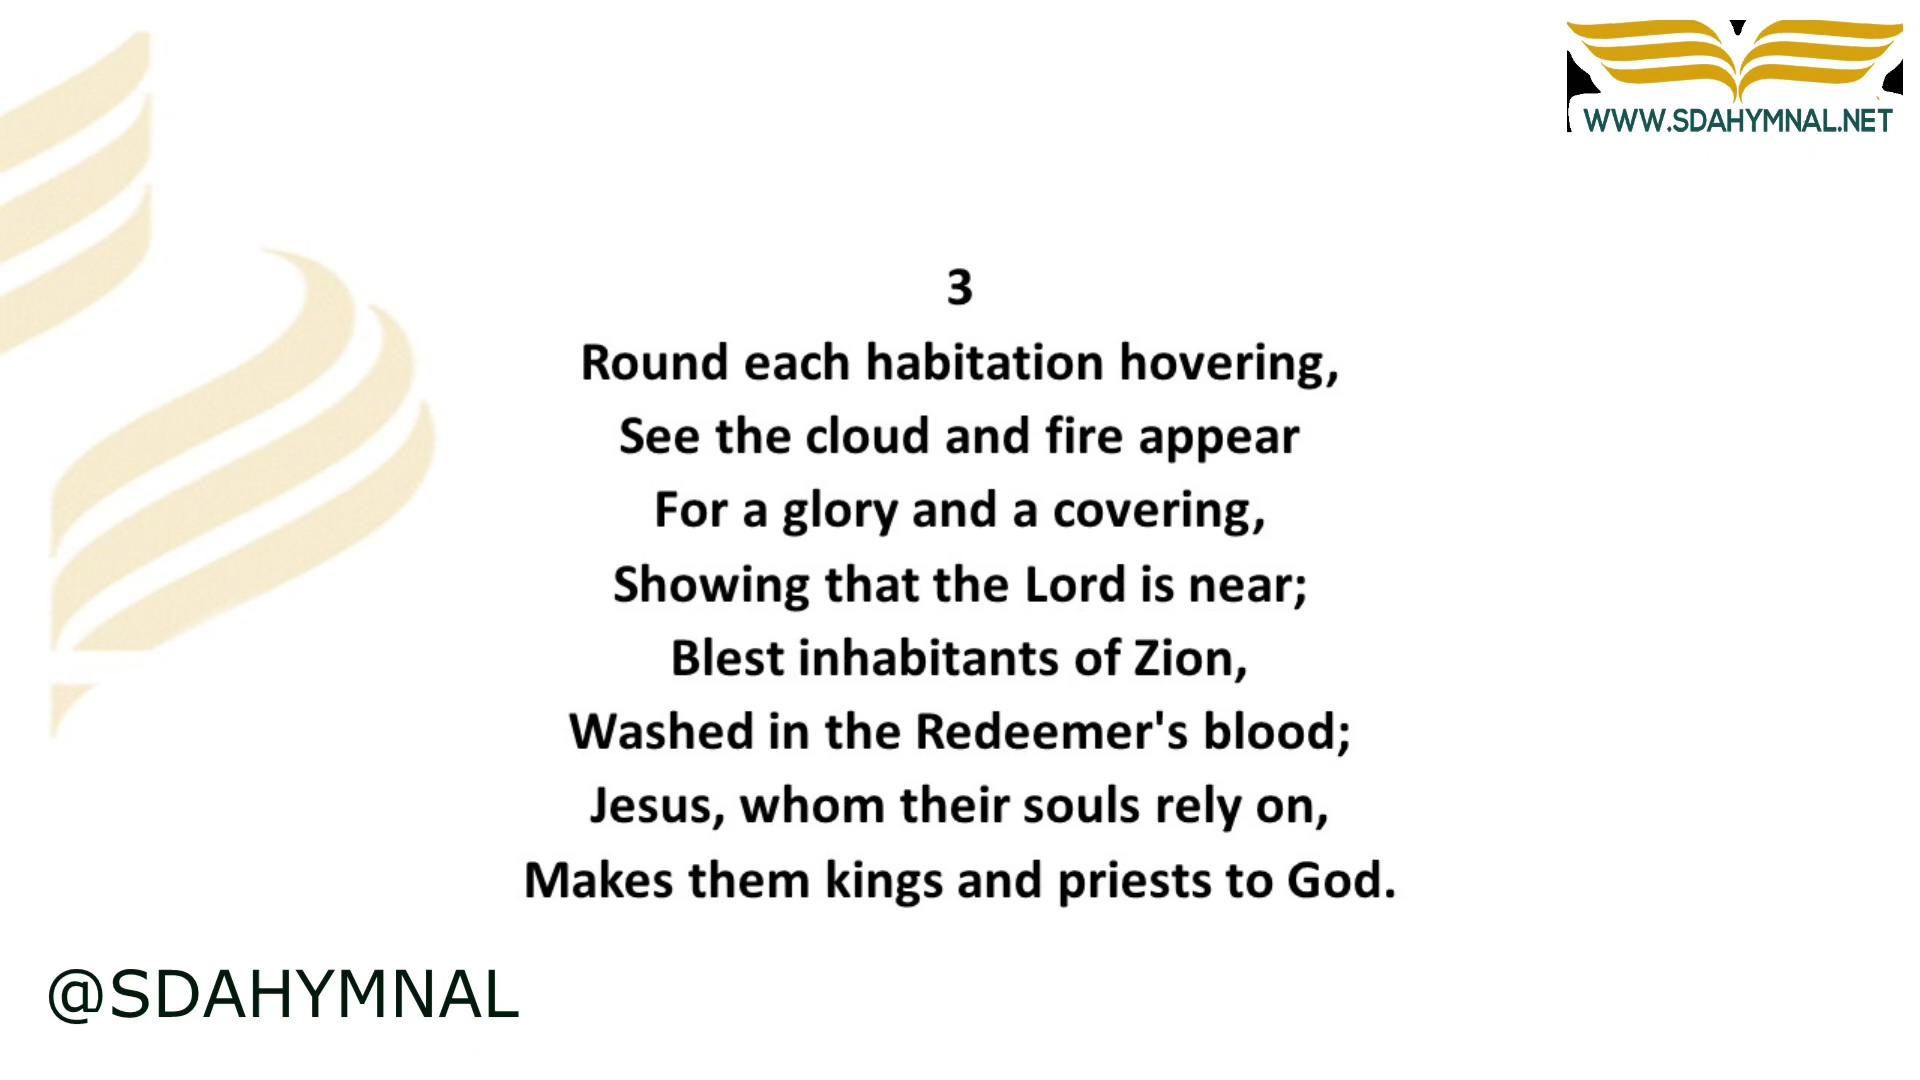 WWW.SDAHYMNAL.NET
3
Round each habitation hovering,
See the cloud and fire appear
For a glory and a covering,
Showing that the Lord is near;
Blest inhabitants of Zion,
Washed in the Redeemer's blood;
Jesus, whom their souls rely on,
Makes them kings and priests to God.
@SDAHYMNAL